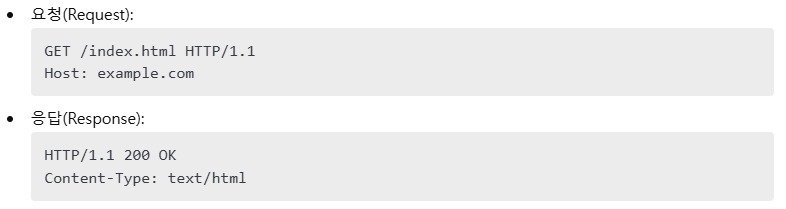 요청(Request):
GET /index.html HTTP/1.1
Host: example.com
응답(Response):
HTTP/1.1 200 OK
Content-Type: text/html